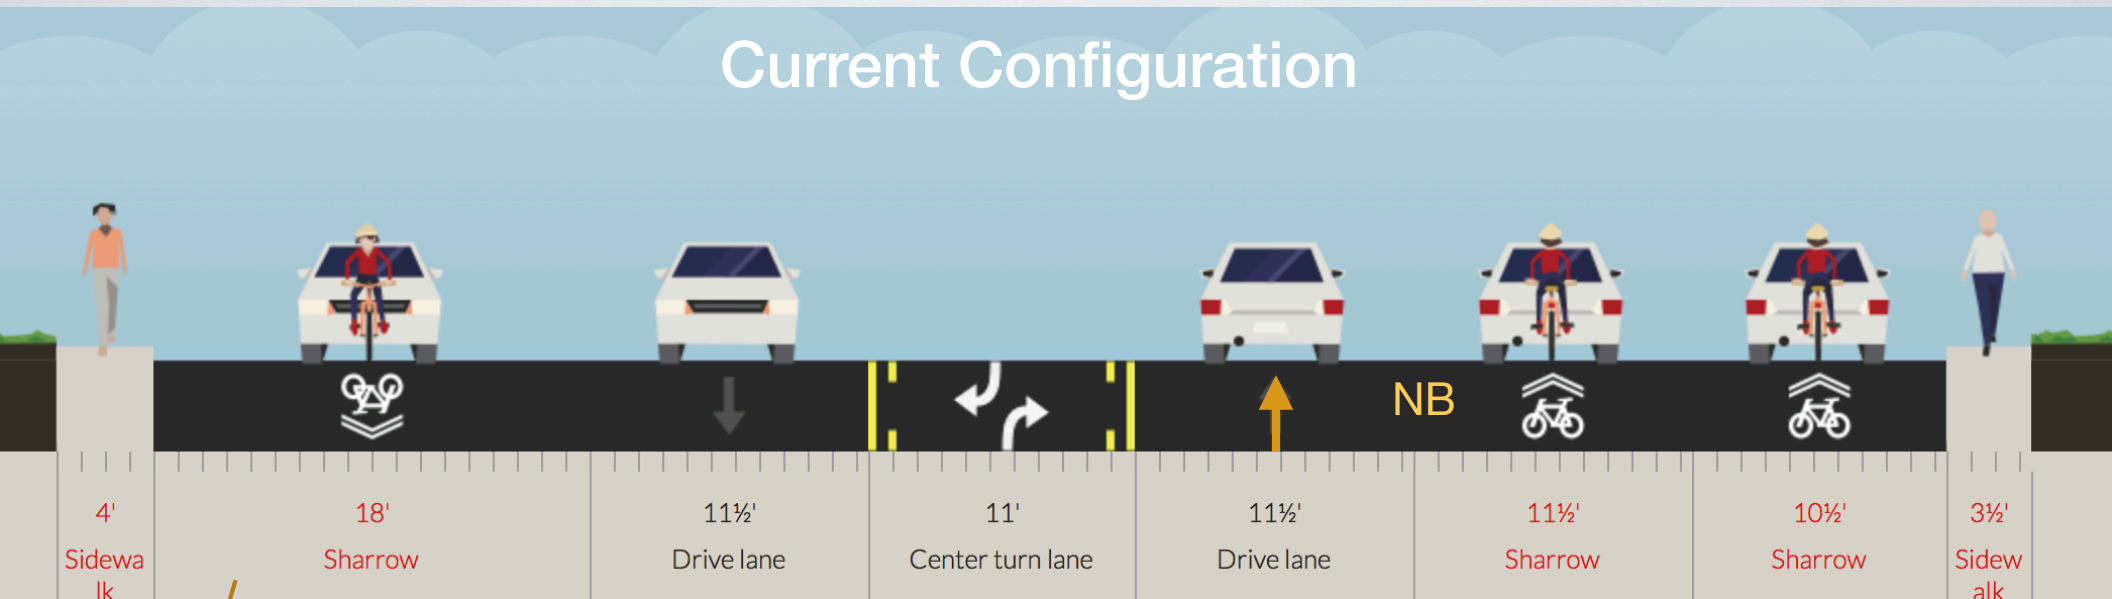 Current Configuration
NB
4' 18' 11½' 11' 11½' 11½' 10½' 3½'
Sidewa Sharrow Drive lane Center turn lane Drive lane Sharrow Sharrow Sidew
lk alk